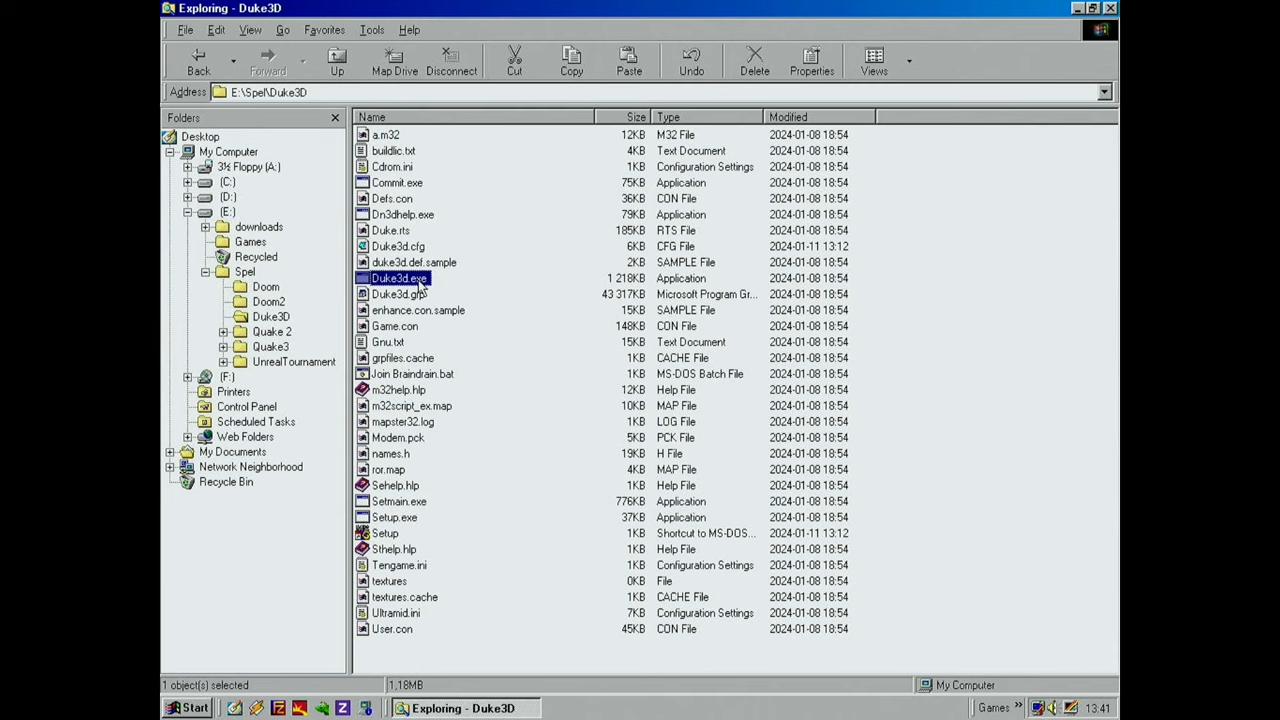 Exploring - Duke3D
File Edit View Go Favorites Tools Help
Back Forward Up Map Drive Disconnect Cut Copy Paste Undo Delete Properties Views
Address E:\Spel\Duke3D
Folders
Desktop
My Computer
3½ Floppy (A:)
(C:)
(D:)
(E:)
downloads
Games
Recycled
Spel
Doom
Doom2
Duke3D
Quake 2
Quake3
UnrealTournament
(F:)
Printers
Control Panel
Scheduled Tasks
Web Folders
My Documents
Network Neighborhood
Recycle Bin
Name Size Type Modified
a.m32 12KB M32 File 2024-01-08 18:54
buildlic.txt 4KB Text Document 2024-01-08 18:54
Cdrom.ini 1KB Configuration Settings 2024-01-08 18:54
Commit.exe 75KB Application 2024-01-08 18:54
Defs.con 36KB CON File 2024-01-08 18:54
Dn3dhelp.exe 79KB Application 2024-01-08 18:54
Duke.rts 185KB RTS File 2024-01-08 18:54
Duke3d.cfg 6KB CFG File 2024-01-11 13:12
duke3d.def.sample 2KB SAMPLE File 2024-01-08 18:54
Duke3d.exe 1 218KB Application 2024-01-08 18:54
Duke3d.grp 43 317KB Microsoft Program Gr... 2024-01-08 18:54
enhance.con.sample 15KB SAMPLE File 2024-01-08 18:54
Game.con 148KB CON File 2024-01-08 18:54
Gnu.txt 15KB Text Document 2024-01-08 18:54
grpfiles.cache 1KB CACHE File 2024-01-08 18:54
Join Braindrain.bat 1KB MS-DOS Batch File 2024-01-08 18:54
m32help.hlp 12KB Help File 2024-01-08 18:54
m32script_ex.map 10KB MAP File 2024-01-08 18:54
mapster32.log 1KB LOG File 2024-01-08 18:54
Modem.pck 5KB PCK File 2024-01-08 18:54
names.h 19KB H File 2024-01-08 18:54
ror.map 4KB MAP File 2024-01-08 18:54
Sehelp.hlp 1KB Help File 2024-01-08 18:54
Setmain.exe 776KB Application 2024-01-08 18:54
Setup.exe 37KB Application 2024-01-08 18:54
Setup 1KB Shortcut to MS-DOS... 2024-01-11 13:12
Sthelp.hlp 1KB Help File 2024-01-08 18:54
Tengame.ini 1KB Configuration Settings 2024-01-08 18:54
textures 0KB File 2024-01-08 18:54
textures.cache 1KB CACHE File 2024-01-08 18:54
Ultramid.ini 7KB Configuration Settings 2024-01-08 18:54
User.con 45KB CON File 2024-01-08 18:54
1 object(s) selected 1,18MB My Computer
Start Exploring - Duke3D Games » 13:41